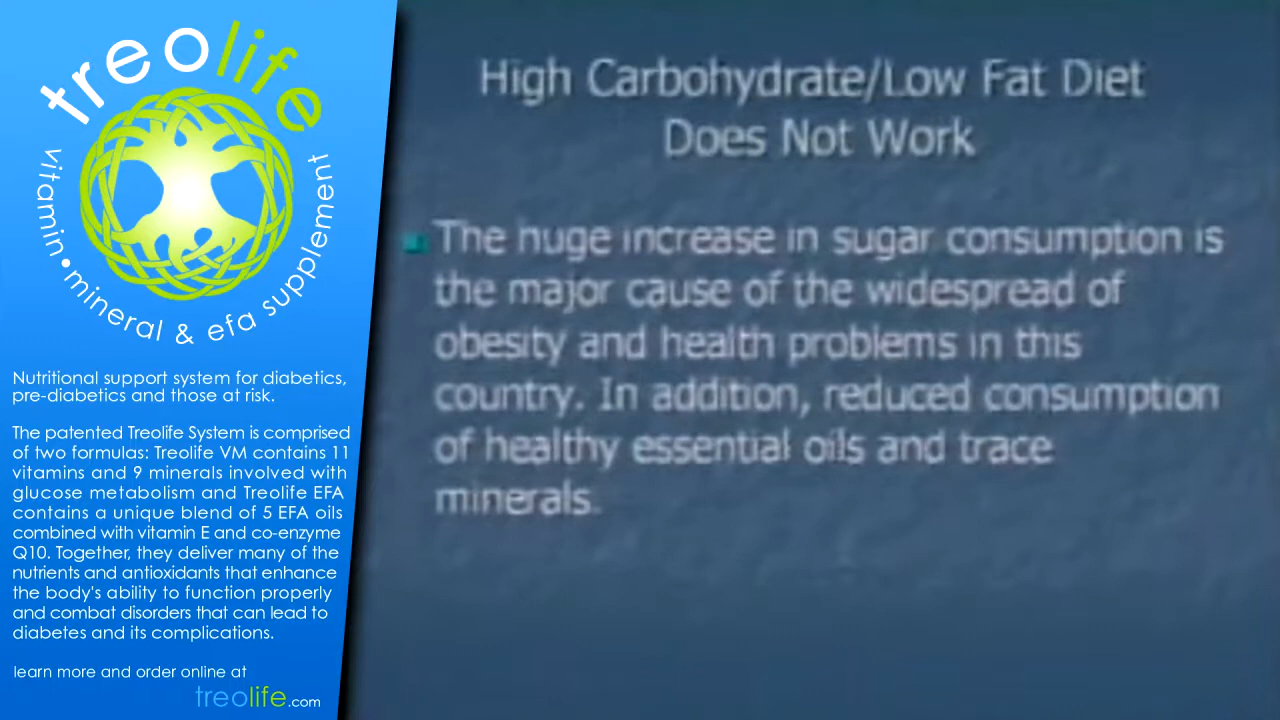 treolife
vitamin • mineral & efa supplement
Nutritional support system for diabetics,
pre-diabetics and those at risk.
The patented Treolife System is comprised
of two formulas: Treolife VM contains 11
vitamins and 9 minerals involved with
glucose metabolism and Treolife EFA
contains a unique blend of 5 EFA oils
combined with vitamin E and co-enzyme
Q10. Together, they deliver many of the
nutrients and antioxidants that enhance
the body's ability to function properly
and combat disorders that can lead to
diabetes and its complications.
learn more and order online at
treolife.com
High Carbohydrate/Low Fat Diet
Does Not Work
The huge increase in sugar consumption is
the major cause of the widespread of
obesity and health problems in this
country. In addition, reduced consumption
of healthy essential oils and trace
minerals.